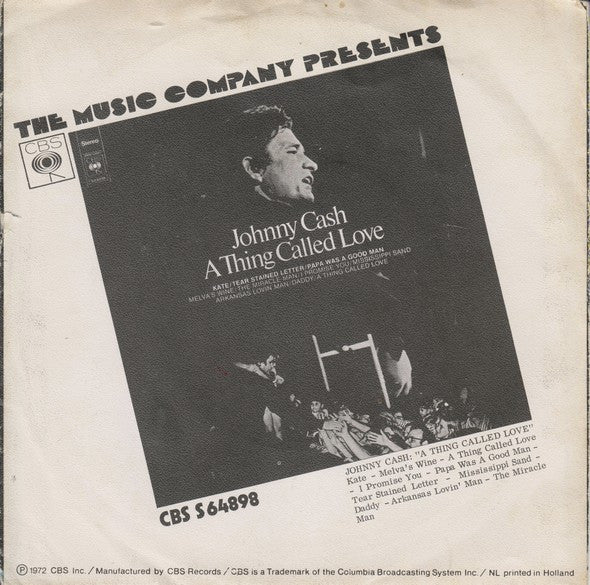 THE MUSIC COMPANY PRESENTS
CBS
Stereo
Johnny Cash
A Thing Called Love
KATE/TEAR STAINED LETTER/PAPA WAS A GOOD MAN
MELVA'S WINE/THE MIRACLE MAN/I PROMISE YOU/MISSISSIPPI SAND
ARKANSAS LOVIN MAN/DADDY/A THING CALLED LOVE
JOHNNY CASH: "A THING CALLED LOVE"
Kate - Melva's Wine - A Thing Called Love
- I Promise You - Papa Was A Good Man -
Tear Stained Letter - Mississippi Sand -
Daddy - Arkansas Lovin' Man - The Miracle
Man
CBS S 64898
Ⓟ 1972 CBS Inc. / Manufactured by CBS Records / CBS is a Trademark of the Columbia Broadcasting System Inc. / NL printed in Holland